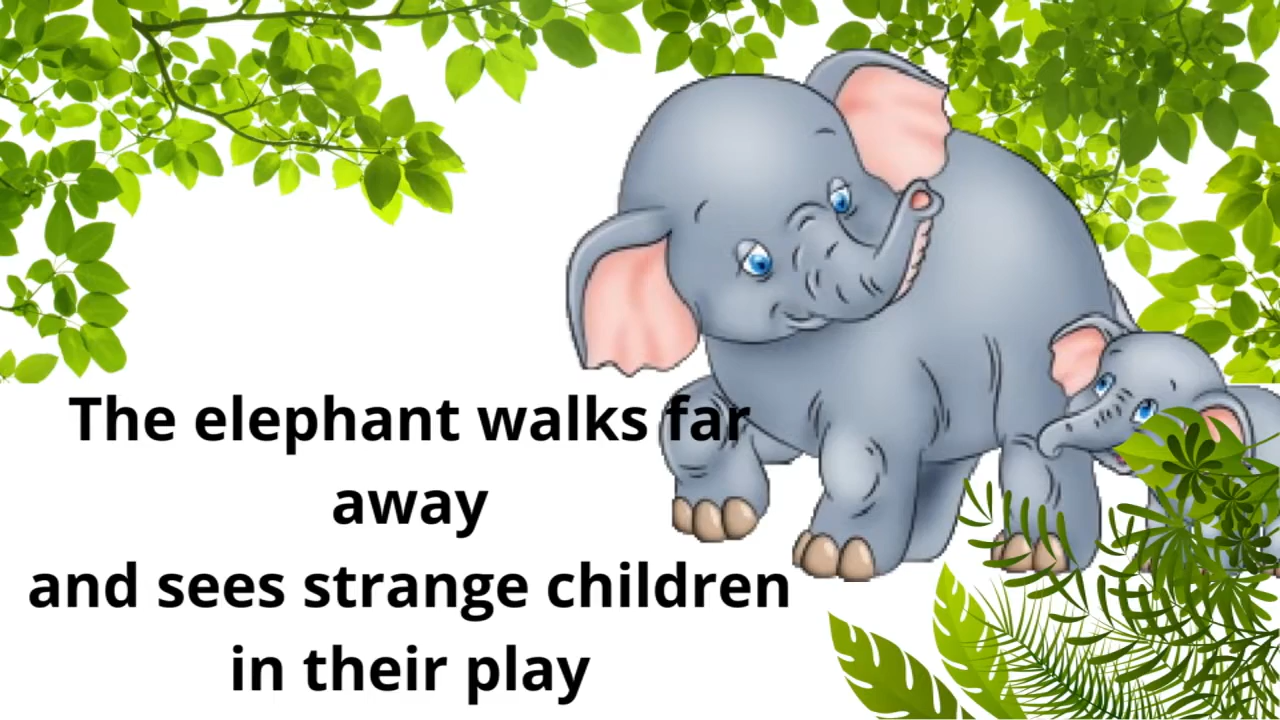 The elephant walks far
away
and sees strange children
in their play